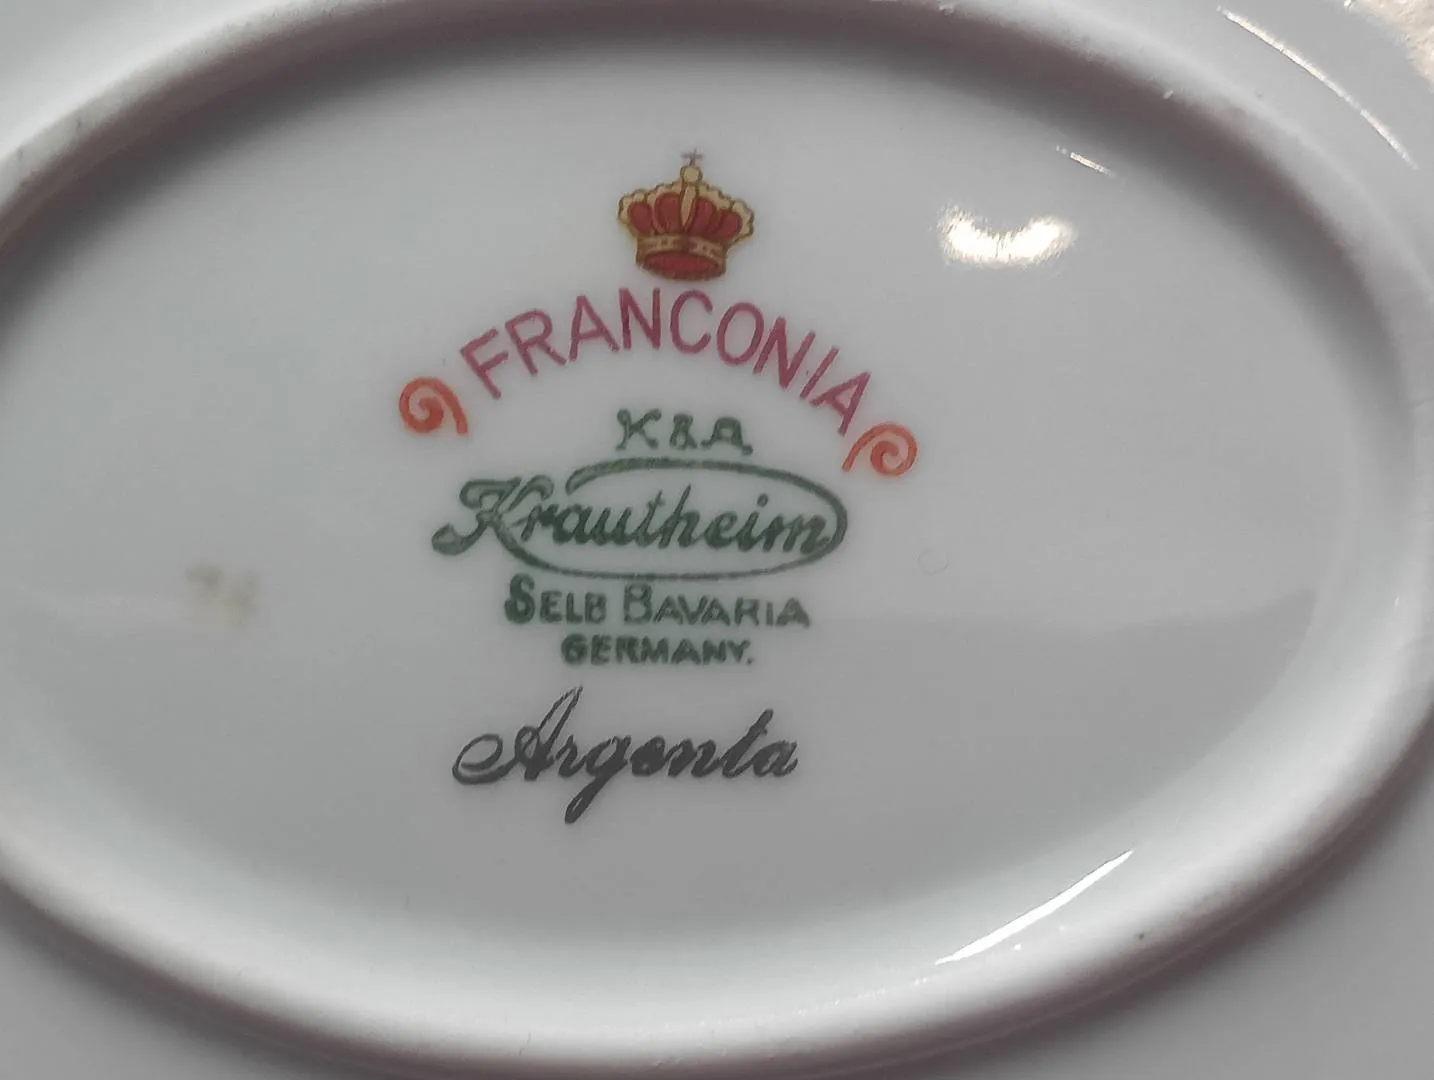 FRANCONIA
K & A
Krautheim
SELB BAVARIA
GERMANY.
Argenta